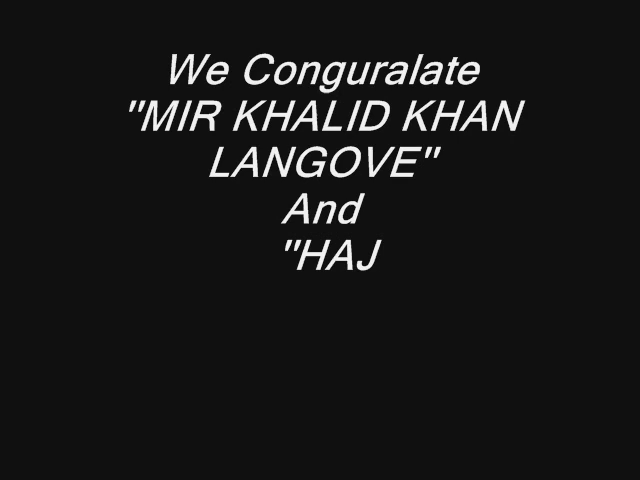 We Conguralate
"MIR KHALID KHAN
LANGOVE"
And
"HAJ